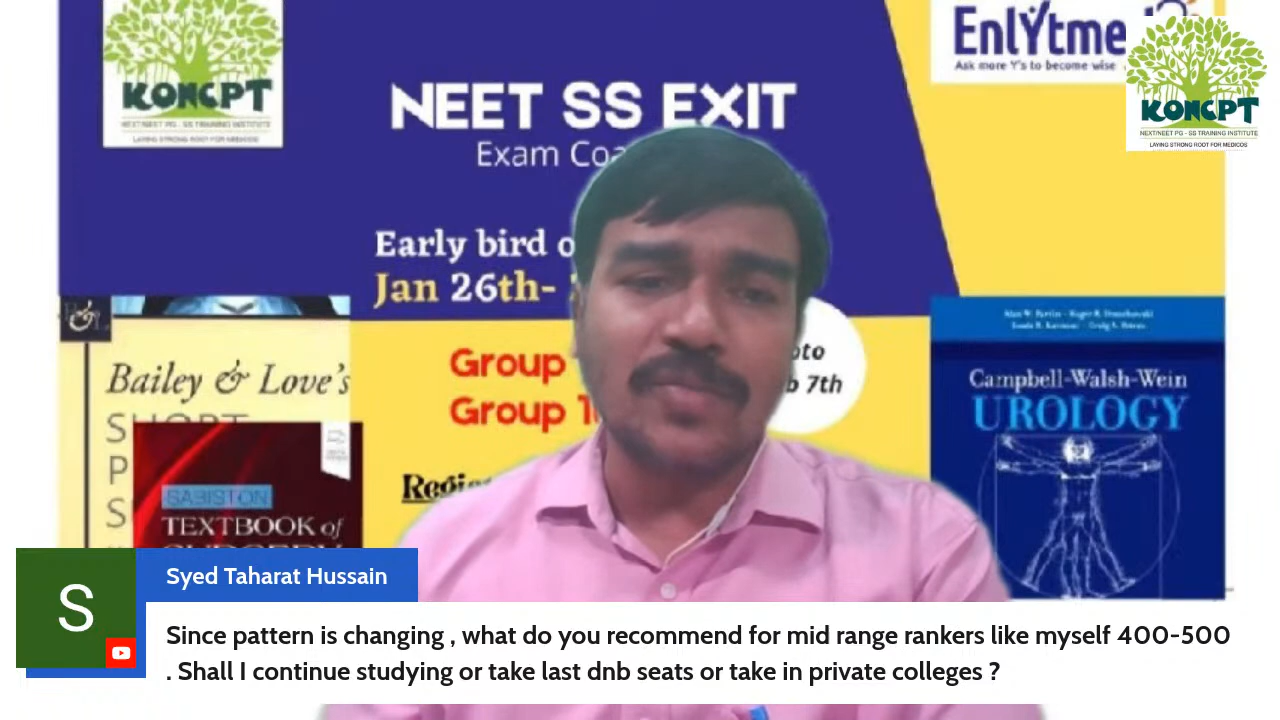 KONCPT
NEXT/NEET PG - SS TRAINING INSTITUTE
LAYING STRONG ROOT FOR MEDICOS
NEET SS EXIT
Exam
Early bird
Jan 26th-
Group
Group
7th
Enlytme
Ask more Y's to become wise
KONCPT
NEXT/NEET PG - SS TRAINING INSTITUTE
LAYING STRONG ROOT FOR MEDICOS
Bailey & Love's
SABISTON
TEXTBOOK of
SURGERY
Campbell-Walsh-Wein
UROLOGY
S
Syed Taharat Hussain
Since pattern is changing , what do you recommend for mid range rankers like myself 400-500
. Shall I continue studying or take last dnb seats or take in private colleges ?